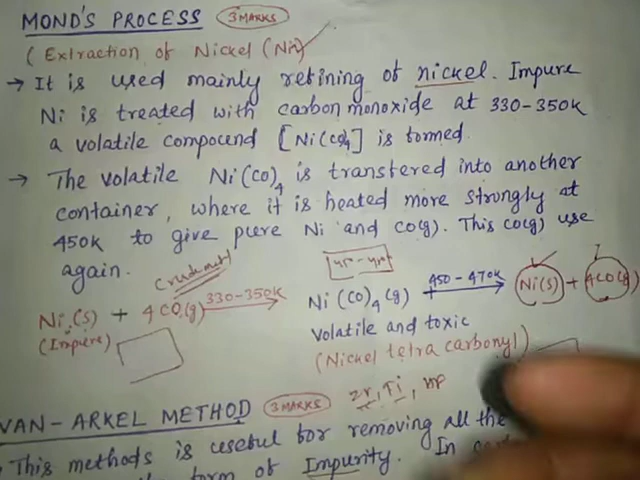 MOND'S PROCESS (3 MARKS)
(Extraction of Nickel (Ni))
→ It is used mainly refining of nickel. Impure
Ni is treated with carbon monoxide at 330-350K
a volatile compound [Ni(CO)4] is formed.
→ The volatile Ni(CO)4 is transfered into another
container, where it is heated more strongly at
450K to give pure Ni and CO(g). This CO(g) use
again.
Ni(s) + 4CO(g) 330-350K → Ni(CO)4(g) 450-470K → Ni(s) + 4CO(g)
(Impure)
volatile and toxic
(Nickel tetra carbonyl)
Zr, Ti,
VAN-ARKEL METHOD (3 MARKS)
This methods is useful for removing all the
form of Impurity. In